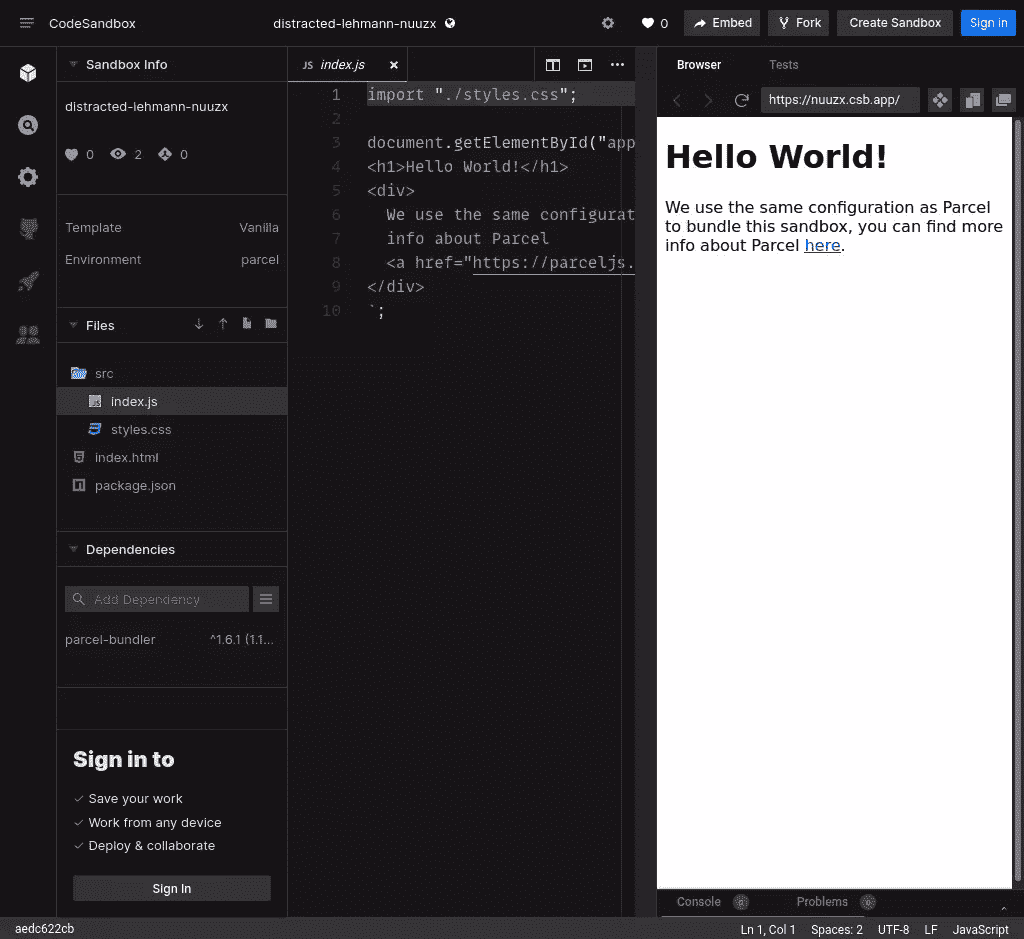 CodeSandbox
distracted-lehmann-nuuzx
0
Embed
Fork
Create Sandbox
Sign in
Sandbox Info
distracted-lehmann-nuuzx
0 2 0
Template Vanilla
Environment parcel
Files
src
index.js
styles.css
index.html
package.json
Dependencies
Add Dependency
parcel-bundler ^1.6.1 (1.1...
Sign in to
Save your work
Work from any device
Deploy & collaborate
Sign In
JS index.js
1 import "./styles.css";
2
3 document.getElementById("app
4 <h1>Hello World!</h1>
5 <div>
6 We use the same configurat
7 info about Parcel
8 <a href="https://parceljs.
9 </div>
10 `;
Browser Tests
https://nuuzx.csb.app/
Hello World!
We use the same configuration as Parcel
to bundle this sandbox, you can find more
info about Parcel here.
Console 0 Problems 0
aedc622cb
Ln 1, Col 1 Spaces: 2 UTF-8 LF JavaScript